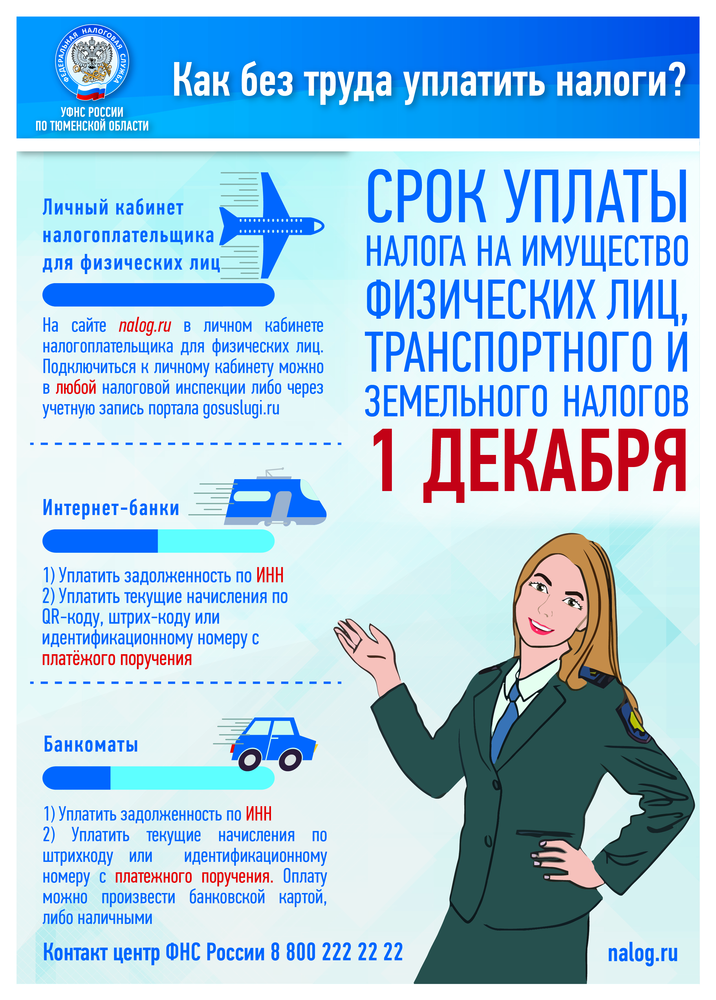 ФЕДЕРАЛЬНАЯ НАЛОГОВАЯ СЛУЖБА
УФНС РОССИИ
ПО ТЮМЕНСКОЙ ОБЛАСТИ
Как без труда уплатить налоги?
Личный кабинет
налогоплательщика
для физических лиц
На сайте nalog.ru в личном кабинете
налогоплательщика для физических лиц.
Подключиться к личному кабинету можно
в любой налоговой инспекции либо через
учетную запись портала gosuslugi.ru
Интернет-банки
1) Уплатить задолженность по ИНН
2) Уплатить текущие начисления по
QR-коду, штрих-коду или
идентификационному номеру с
платёжого поручения
Банкоматы
1) Уплатить задолженность по ИНН
2) Уплатить текущие начисления по
штрихкоду или идентификационному
номеру с платежного поручения. Оплату
можно произвести банковской картой,
либо наличными
СРОК УПЛАТЫ
НАЛОГА НА ИМУЩЕСТВО
ФИЗИЧЕСКИХ ЛИЦ,
ТРАНСПОРТНОГО И
ЗЕМЕЛЬНОГО НАЛОГОВ
1 ДЕКАБРЯ
Контакт центр ФНС России 8 800 222 22 22
nalog.ru